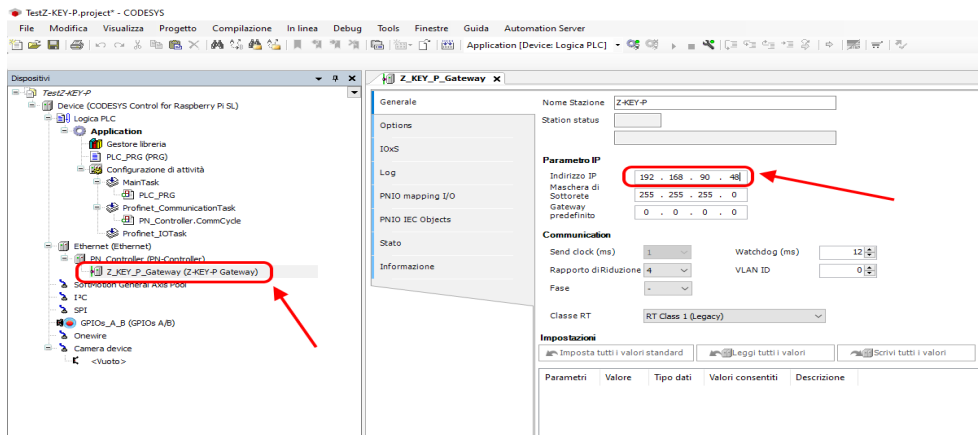 TestZ-KEY-P.project* - CODESYS
File Modifica Visualizza Progetto Compilazione In linea Debug Tools Finestre Guida Automation Server
Application [Device: Logica PLC]
Dispositivi
TestZ-KEY-P
Device (CODESYS Control for Raspberry Pi SL)
Logica PLC
Application
Gestore libreria
PLC_PRG (PRG)
Configurazione di attività
MainTask
PLC_PRG
Profinet_CommunicationTask
PN_Controller.CommCycle
Profinet_IOTask
Ethernet (Ethernet)
PN_Controller (PN-Controller)
Z_KEY_P_Gateway (Z-KEY-P Gateway)
SoftMotion General Axis Pool
I²C
SPI
GPIOs_A_B (GPIOs A/B)
Onewire
Camera device
<Vuoto>
Z_KEY_P_Gateway
Generale
Options
IOxS
Log
PNIO mapping I/O
PNIO IEC Objects
Stato
Informazione
Nome Stazione Z-KEY-P
Station status
Parametro IP
Indirizzo IP 192 . 168 . 90 . 48
Maschera di Sottorete 255 . 255 . 255 . 0
Gateway predefinito 0 . 0 . 0 . 0
Communication
Send clock (ms) 1 Watchdog (ms) 12
Rapporto di Riduzione 4 VLAN ID 0
Fase -
Classe RT RT Class 1 (Legacy)
Impostazioni
Imposta tutti i valori standard Leggi tutti i valori Scrivi tutti i valori
Parametri Valore Tipo dati Valori consentiti Descrizione